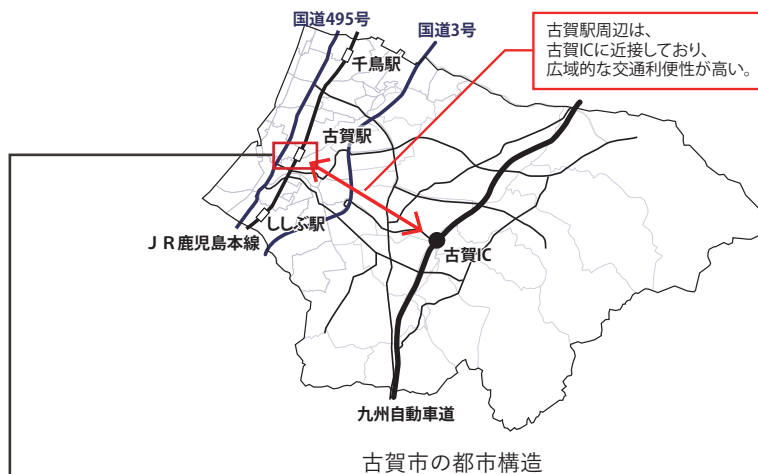 国道495号
国道3号
千鳥駅
古賀駅周辺は、
古賀ICに近接しており、
広域的な交通利便性が高い。
古賀駅
ししぶ駅
ＪＲ鹿児島本線
古賀IC
九州自動車道
古賀市の都市構造